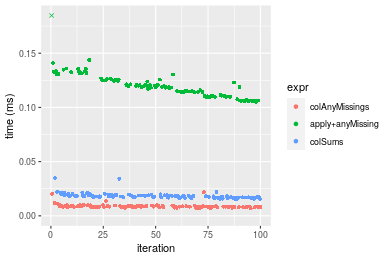 time (ms)
0.15
0.10
0.05
0.00
0
25
50
75
100
iteration
expr
colAnyMissings
apply+anyMissing
colSums